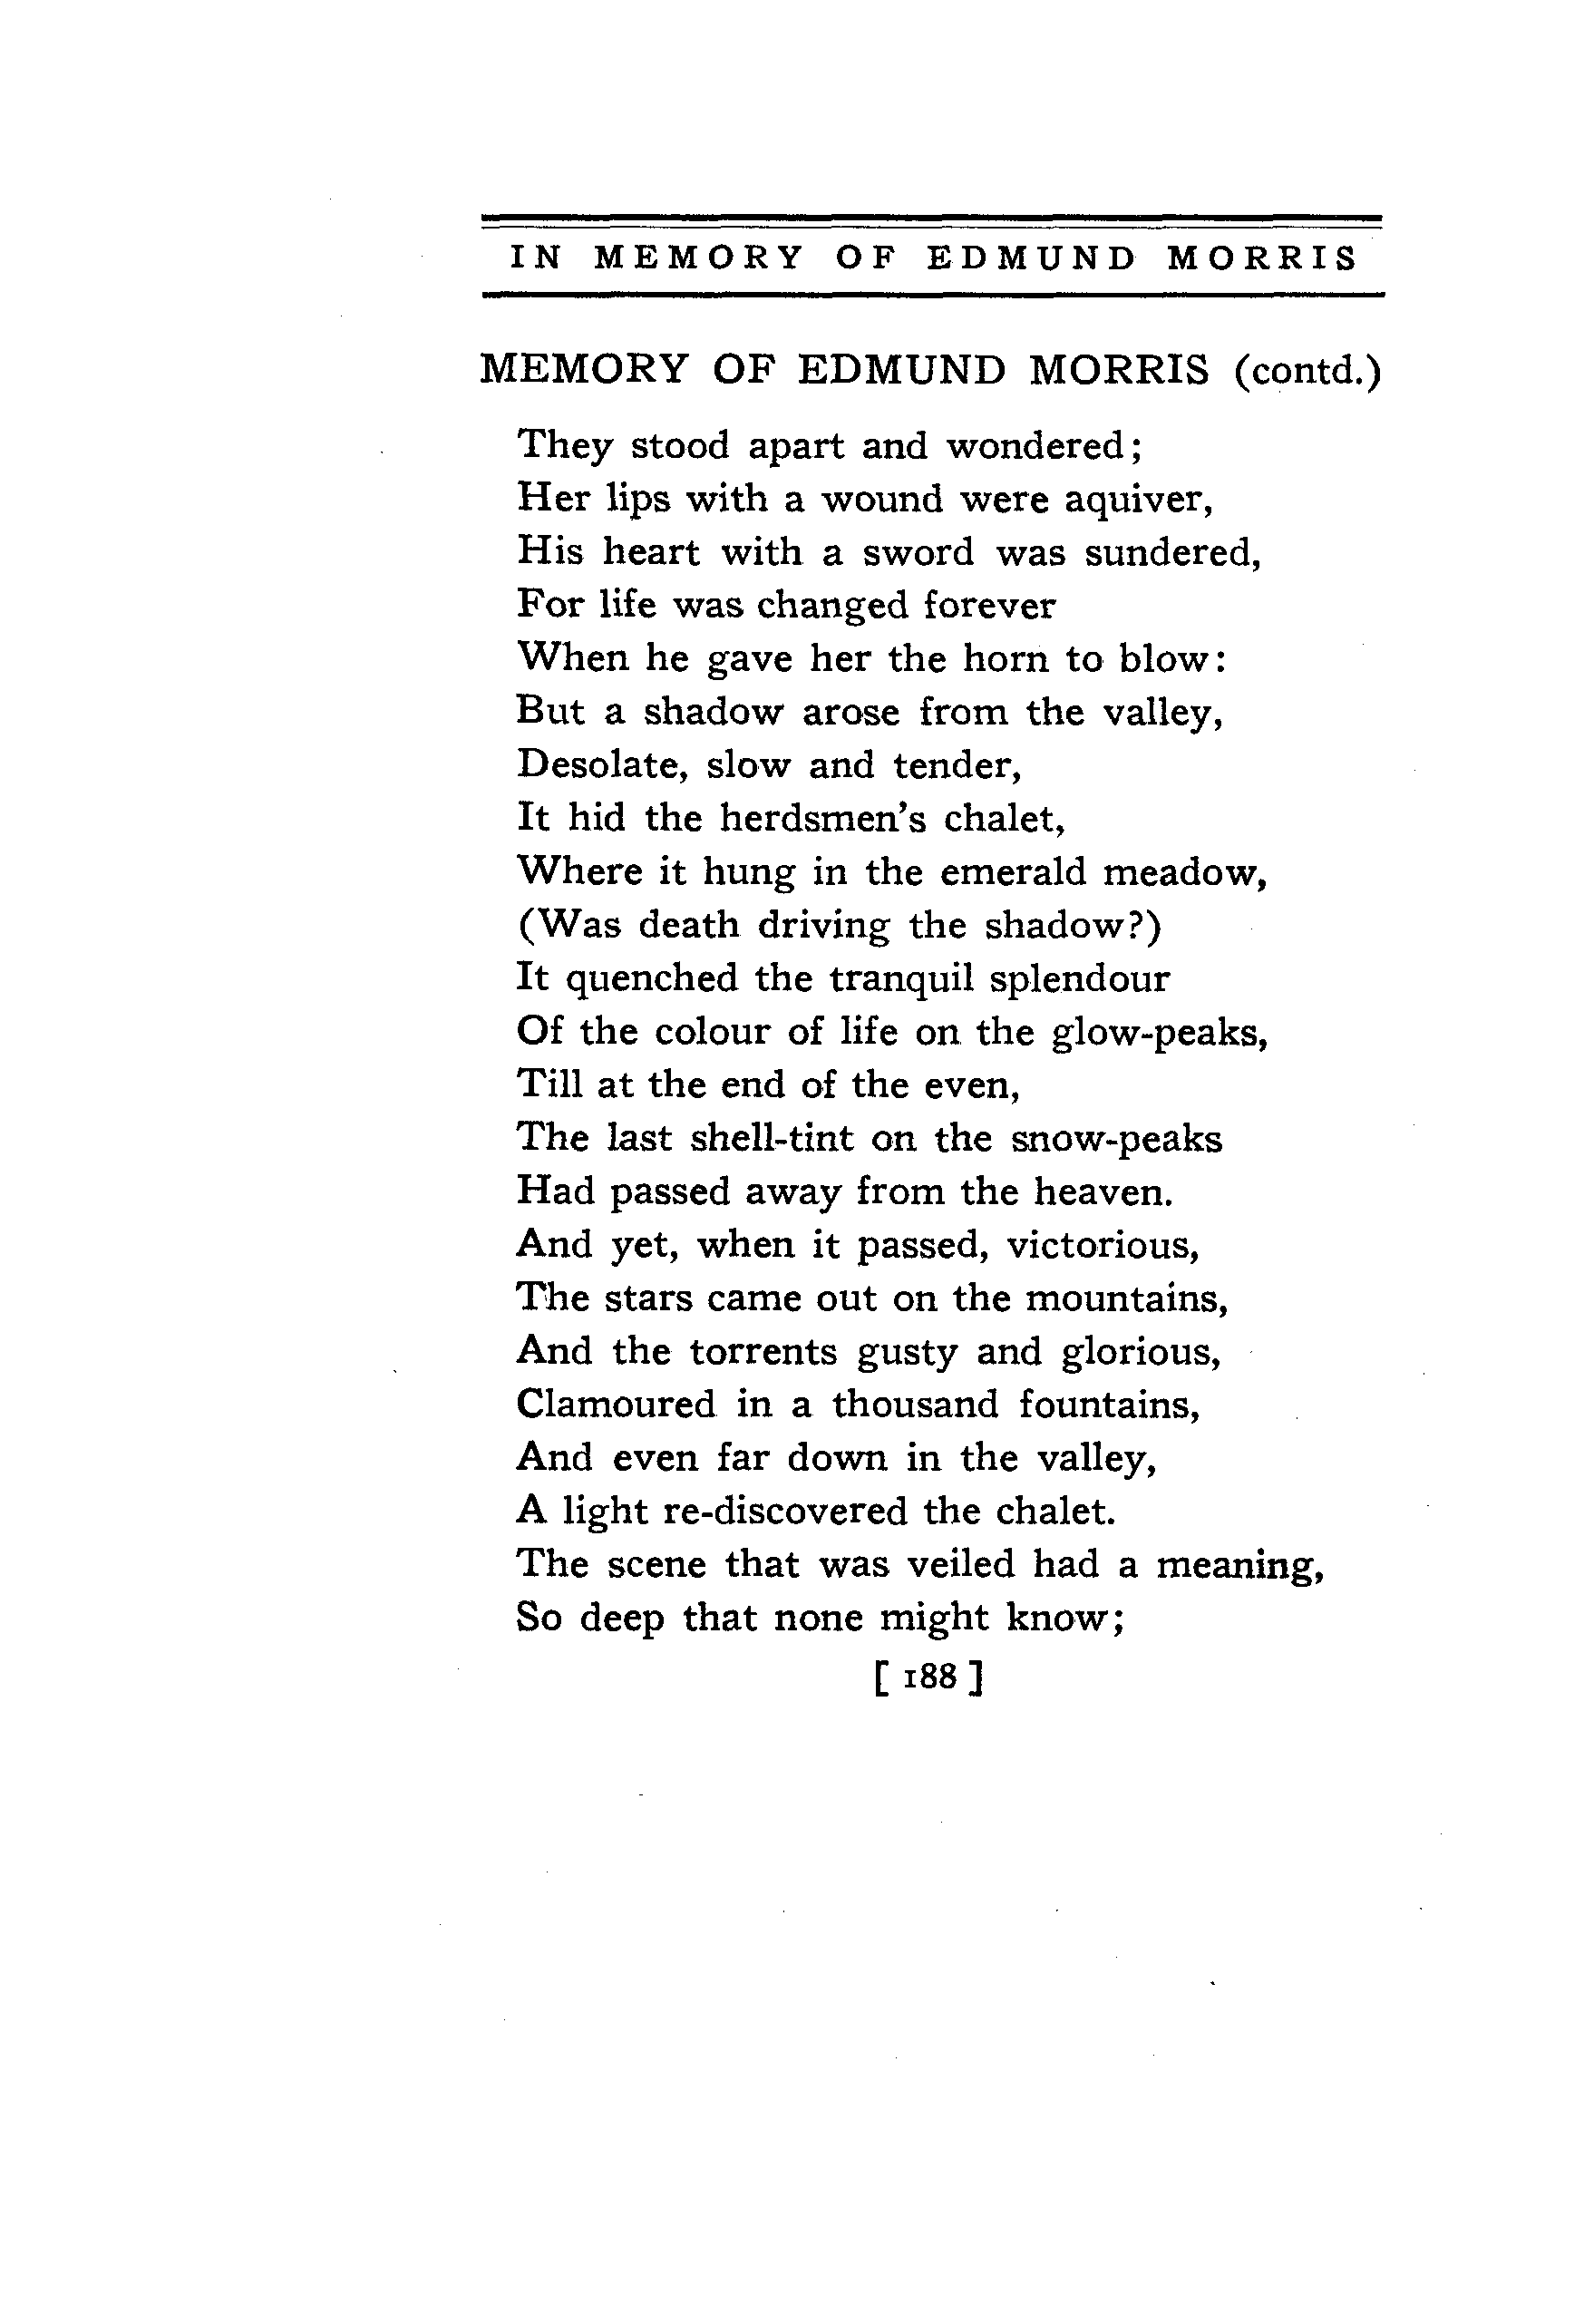 IN MEMORY OF EDMUND MORRIS
MEMORY OF EDMUND MORRIS (contd.)
They stood apart and wondered;
Her lips with a wound were aquiver,
His heart with a sword was sundered,
For life was changed forever
When he gave her the horn to blow:
But a shadow arose from the valley,
Desolate, slow and tender,
It hid the herdsmen's chalet,
Where it hung in the emerald meadow,
(Was death driving the shadow?)
It quenched the tranquil splendour
Of the colour of life on the glow-peaks,
Till at the end of the even,
The last shell-tint on the snow-peaks
Had passed away from the heaven.
And yet, when it passed, victorious,
The stars came out on the mountains,
And the torrents gusty and glorious,
Clamoured in a thousand fountains,
And even far down in the valley,
A light re-discovered the chalet.
The scene that was veiled had a meaning,
So deep that none might know;
[ 188 ]